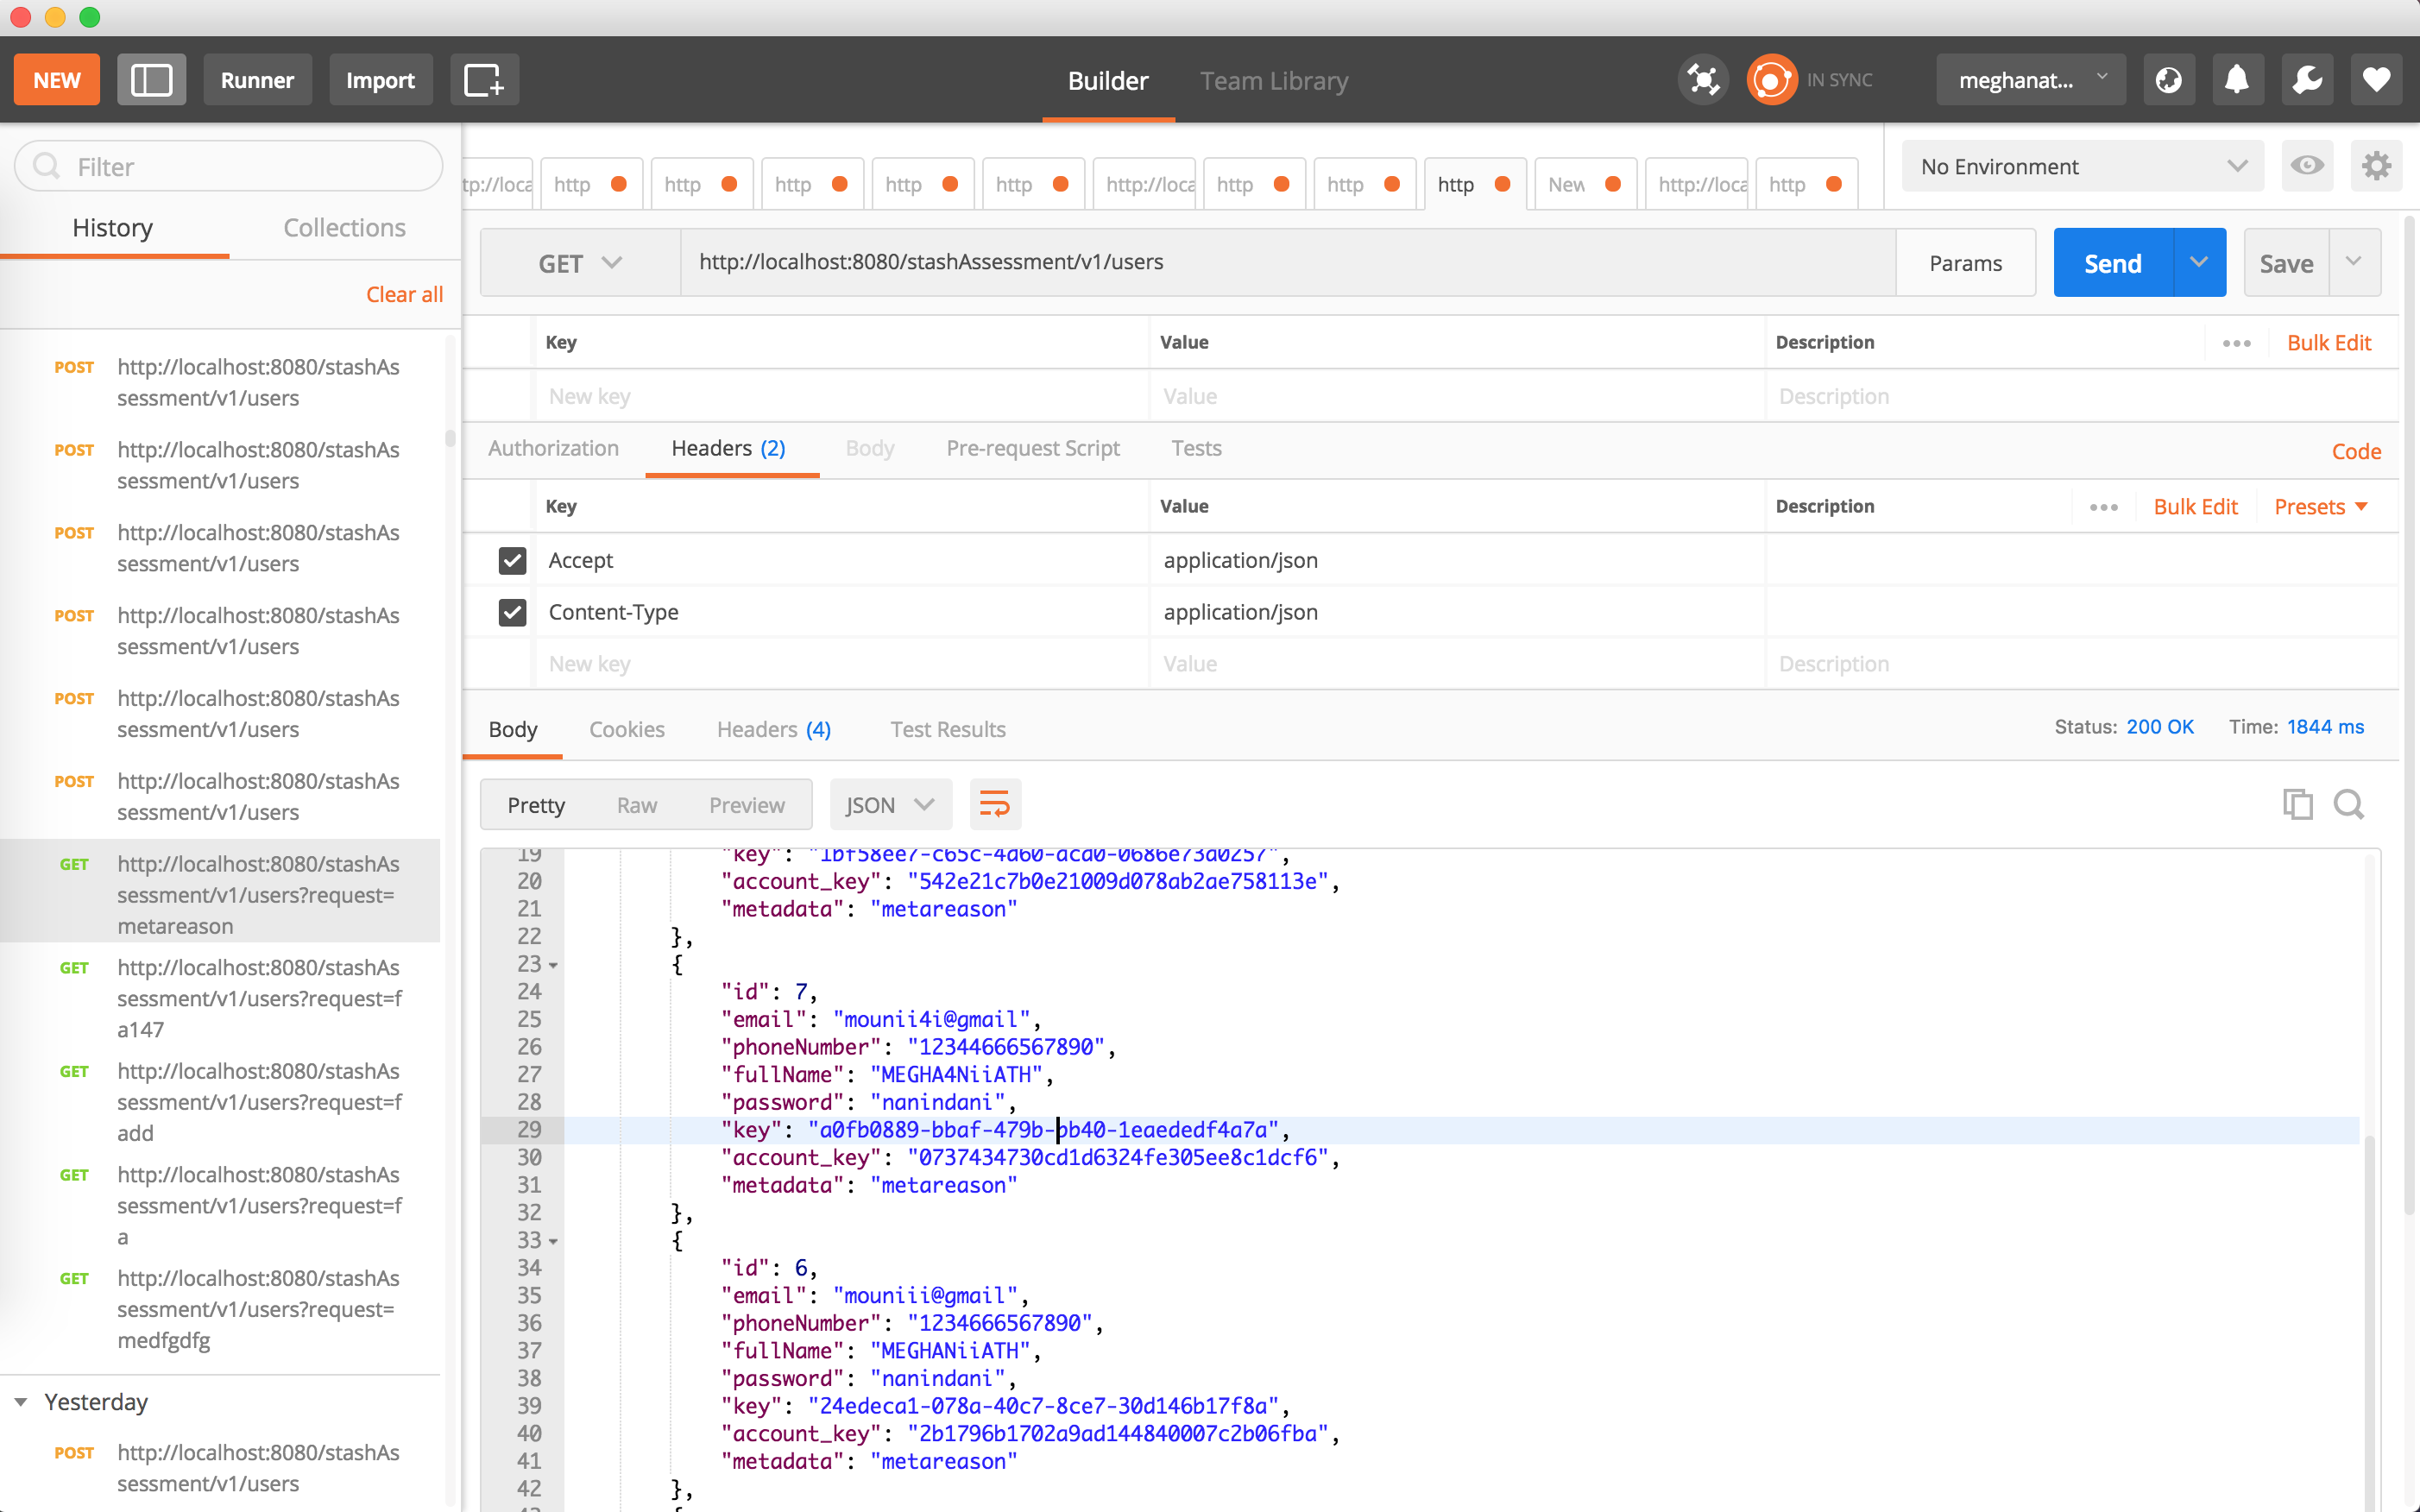 NEW
Runner
Import
Builder
Team Library
IN SYNC
meghanat...
Filter
History
Collections
Clear all
POST http://localhost:8080/stashAs
sessment/v1/users
POST http://localhost:8080/stashAs
sessment/v1/users
POST http://localhost:8080/stashAs
sessment/v1/users
POST http://localhost:8080/stashAs
sessment/v1/users
POST http://localhost:8080/stashAs
sessment/v1/users
POST http://localhost:8080/stashAs
sessment/v1/users
GET http://localhost:8080/stashAs
sessment/v1/users?request=
metareason
GET http://localhost:8080/stashAs
sessment/v1/users?request=f
a147
GET http://localhost:8080/stashAs
sessment/v1/users?request=f
add
GET http://localhost:8080/stashAs
sessment/v1/users?request=f
a
GET http://localhost:8080/stashAs
sessment/v1/users?request=
medfgdfg
Yesterday
POST http://localhost:8080/stashAs
sessment/v1/users
tp://loca http http http http http http://loca http http http New http://loca http
No Environment
GET http://localhost:8080/stashAssessment/v1/users Params Send Save
Key Value Description ••• Bulk Edit
New key Value Description
Authorization Headers (2) Body Pre-request Script Tests Code
Key Value Description ••• Bulk Edit Presets
Accept application/json
Content-Type application/json
New key Value Description
Body Cookies Headers (4) Test Results Status: 200 OK Time: 1844 ms
Pretty Raw Preview JSON
19 "key": "1bf58ee7-c65c-4d60-acd0-0686e73a0257",
20 "account_key": "542e21c7b0e21009d078ab2ae758113e",
21 "metadata": "metareason"
22 },
23 {
24 "id": 7,
25 "email": "mounii4i@gmail",
26 "phoneNumber": "12344666567890",
27 "fullName": "MEGHA4NiiATH",
28 "password": "nanindani",
29 "key": "a0fb0889-bbaf-479b-bb40-1eaededf4a7a",
30 "account_key": "0737434730cd1d6324fe305ee8c1dcf6",
31 "metadata": "metareason"
32 },
33 {
34 "id": 6,
35 "email": "mouniii@gmail",
36 "phoneNumber": "1234666567890",
37 "fullName": "MEGHANiiATH",
38 "password": "nanindani",
39 "key": "24edeca1-078a-40c7-8ce7-30d146b17f8a",
40 "account_key": "2b1796b1702a9ad144840007c2b06fba",
41 "metadata": "metareason"
42 },